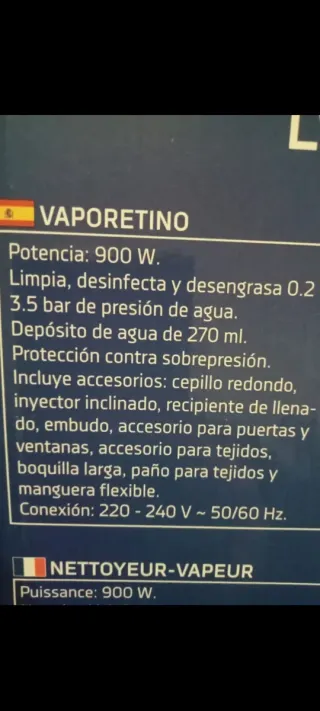 VAPORETINO
Potencia: 900 W.
Limpia, desinfecta y desengrasa 0.2
3.5 bar de presión de agua.
Depósito de agua de 270 ml.
Protección contra sobrepresión.
Incluye accesorios: cepillo redondo,
inyector inclinado, recipiente de llena-
do, embudo, accesorio para puertas y
ventanas, accesorio para tejidos,
boquilla larga, paño para tejidos y
manguera flexible.
Conexión: 220 - 240 V ~ 50/60 Hz.
NETTOYEUR-VAPEUR
Puissance: 900 W.